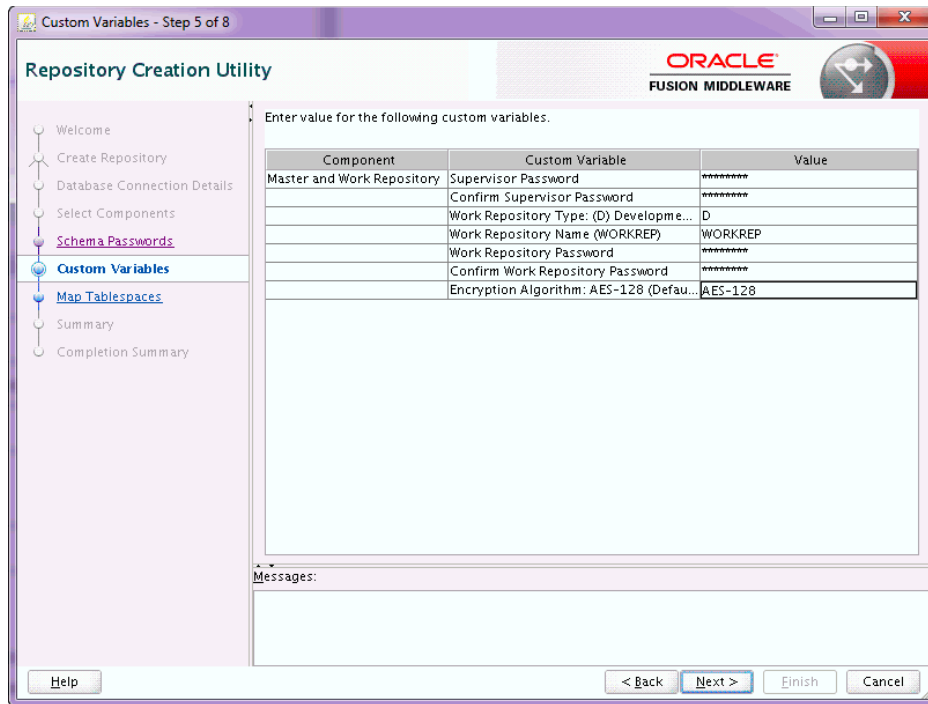 Custom Variables - Step 5 of 8
Repository Creation Utility
ORACLE
FUSION MIDDLEWARE
Welcome
Create Repository
Database Connection Details
Select Components
Schema Passwords
Custom Variables
Map Tablespaces
Summary
Completion Summary
Enter value for the following custom variables.
Component Custom Variable Value
Master and Work Repository Supervisor Password ********
Confirm Supervisor Password ********
Work Repository Type: (D) Developme... D
Work Repository Name (WORKREP) WORKREP
Work Repository Password ********
Confirm Work Repository Password ********
Encryption Algorithm: AES-128 (Defau... AES-128
Messages:
Help < Back Next > Finish Cancel